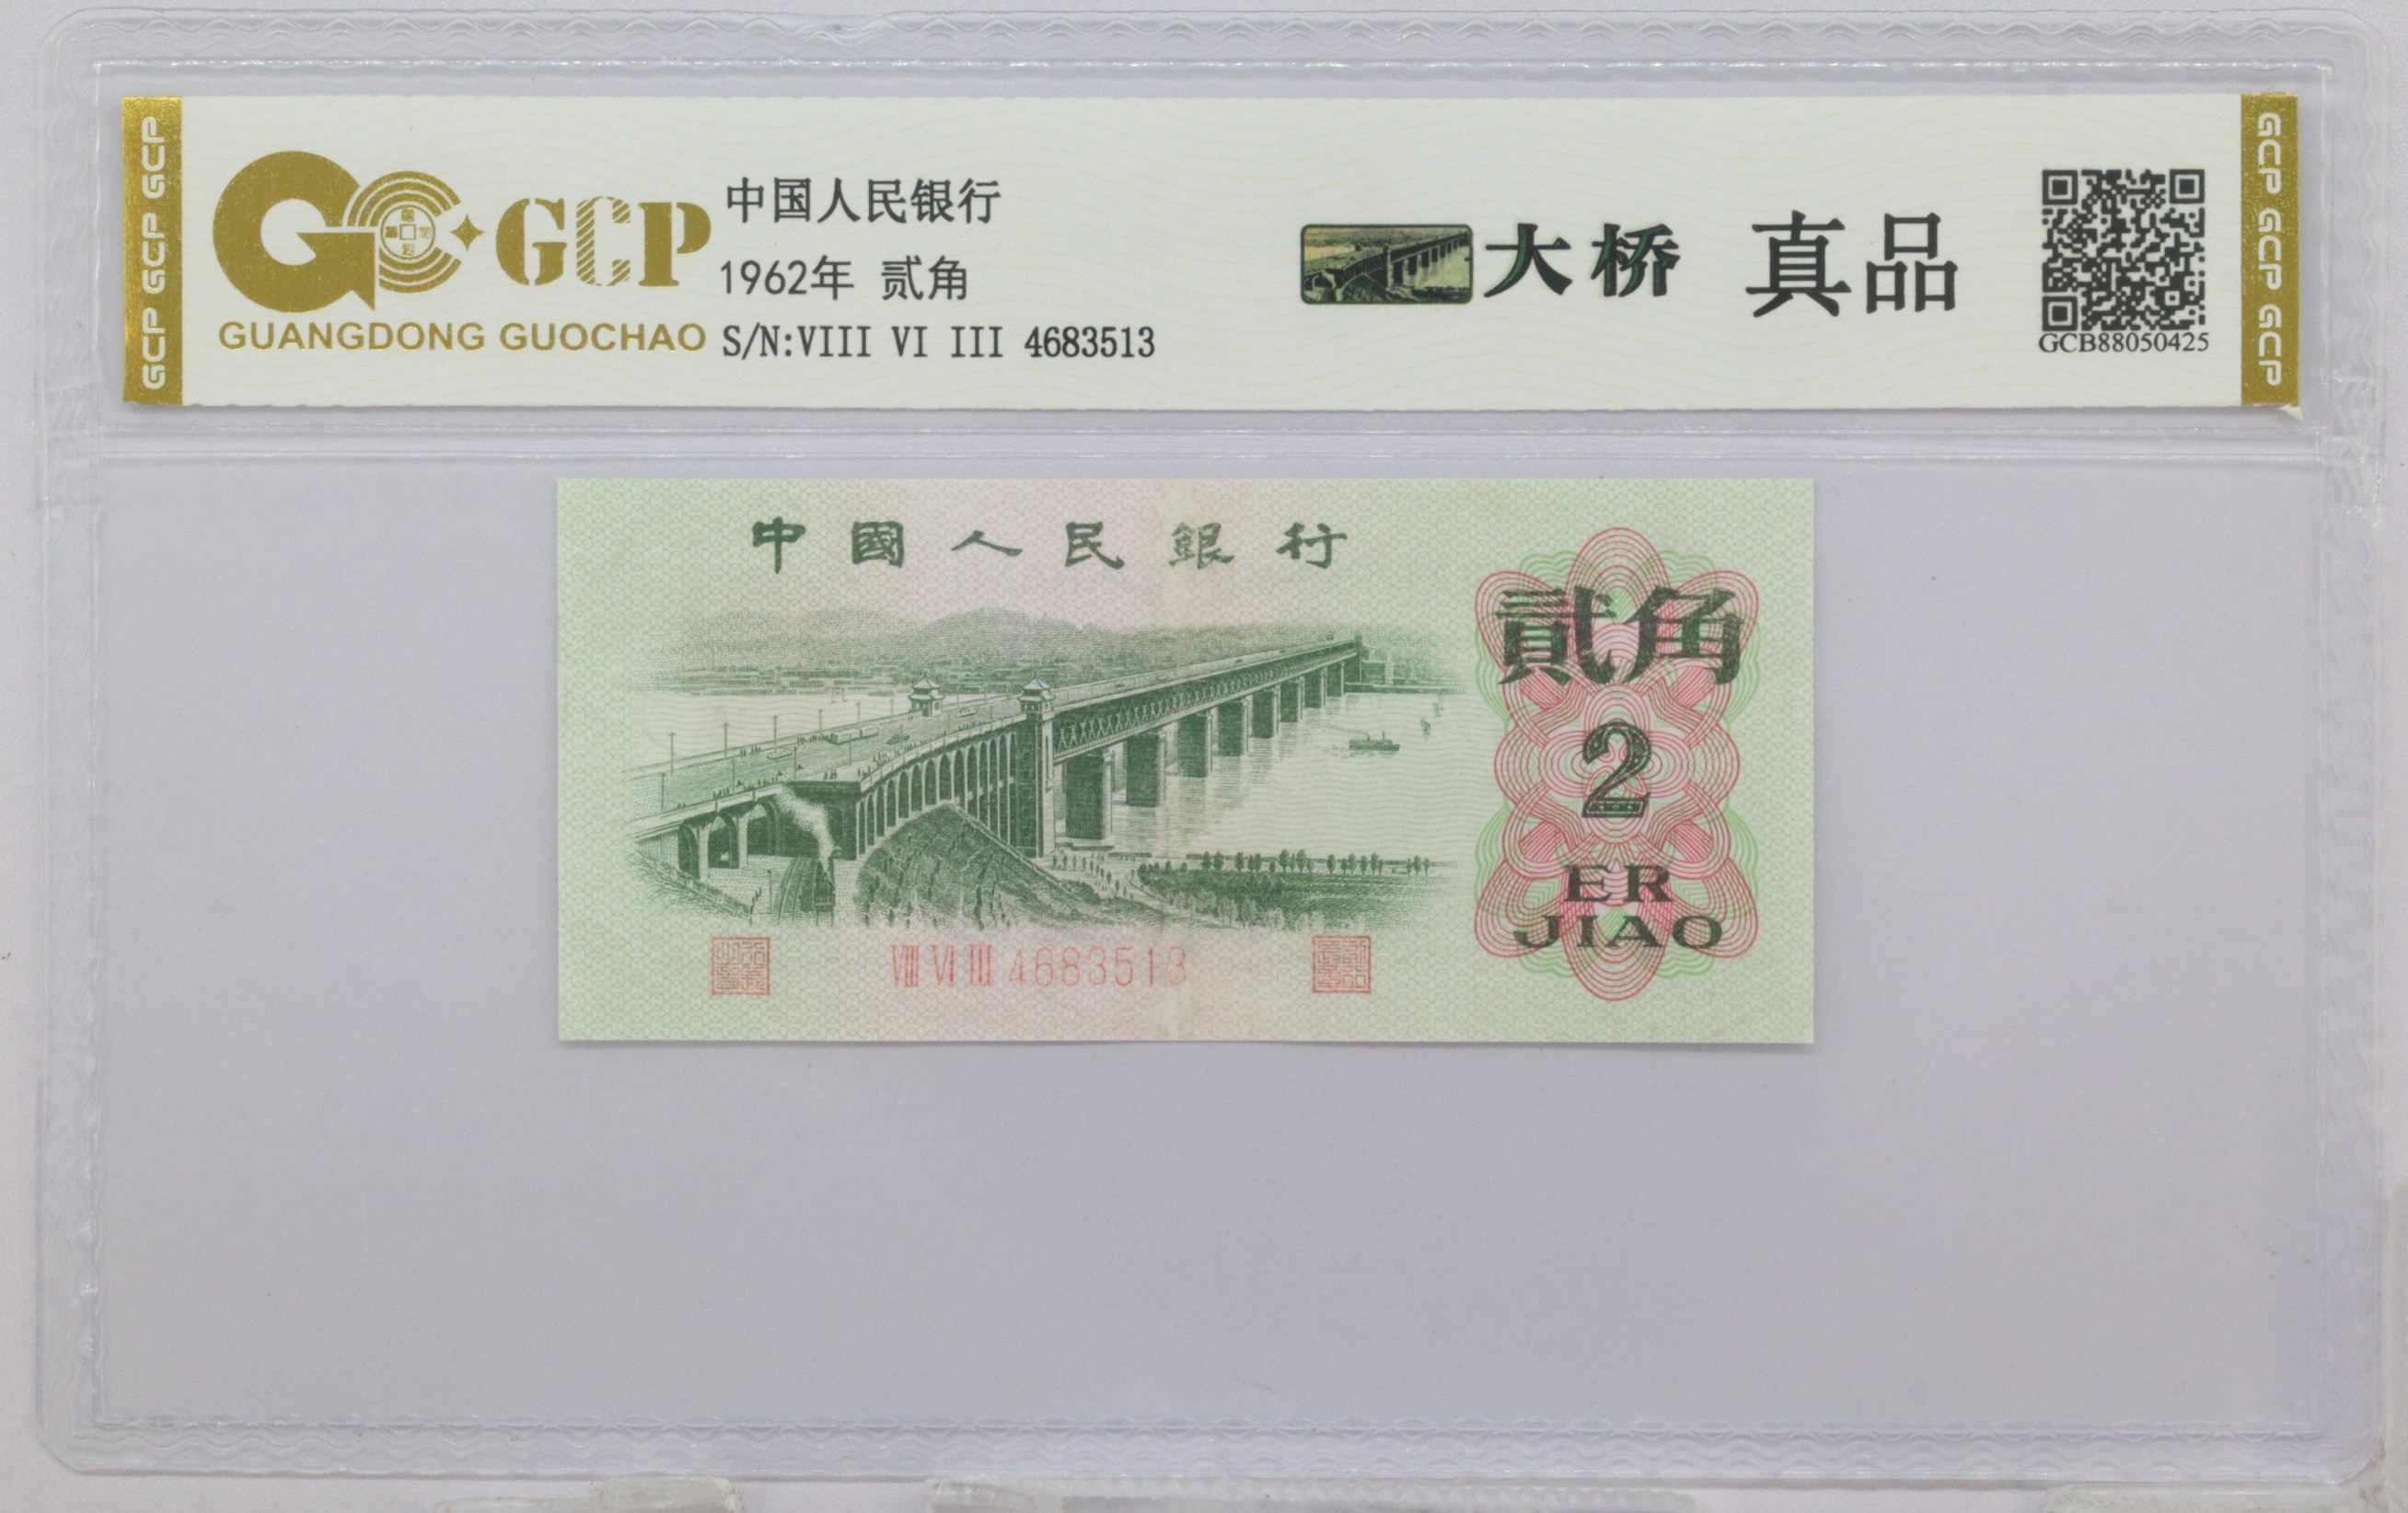 GCP GCP GCP
GCP
GUANGDONG GUOCHAO
中国人民银行
1962年 贰角
S/N:VIII VI III 4683513
大桥 真品
GCB88050425
GCP GCP GCP
中國人民銀行
貳角
2
ER
JIAO
VIII VI III 4683513